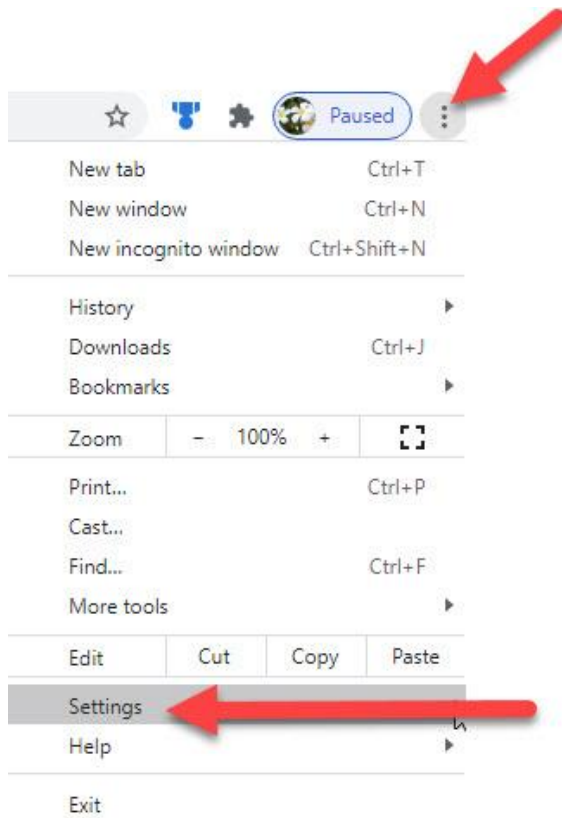 Paused
New tab Ctrl+T
New window Ctrl+N
New incognito window Ctrl+Shift+N
History
Downloads Ctrl+J
Bookmarks
Zoom - 100% +
Print... Ctrl+P
Cast...
Find... Ctrl+F
More tools
Edit Cut Copy Paste
Settings
Help
Exit